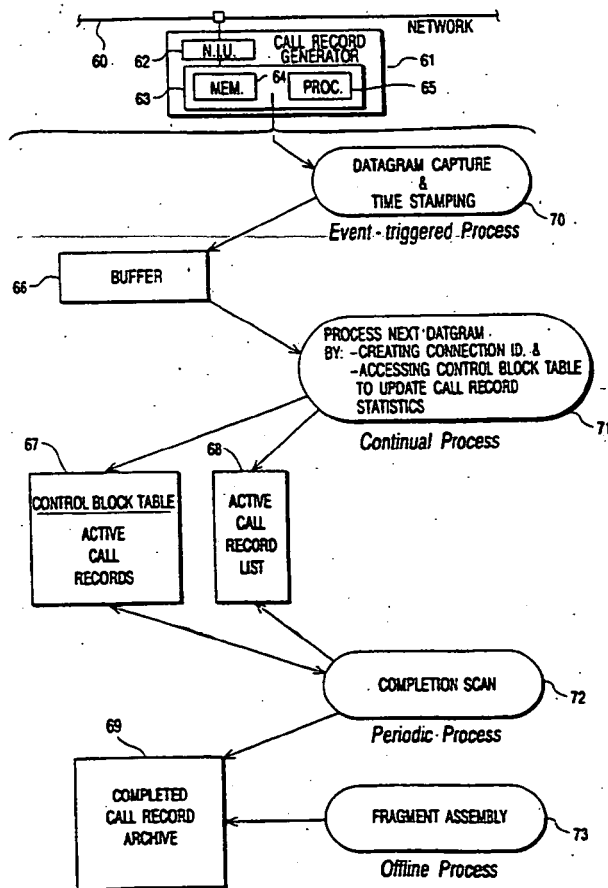 60
NETWORK
62
N.I.U.
CALL RECORD
GENERATOR
61
63
MEM.
64
PROC.
65
DATAGRAM CAPTURE
&
TIME STAMPING
70
Event-triggered Process
66
BUFFER
PROCESS NEXT DATGRAM
BY: -CREATING CONNECTION ID. &
-ACCESSING CONTROL BLOCK TABLE
TO UPDATE CALL RECORD
STATISTICS
71
Continual Process
67
CONTROL BLOCK TABLE
ACTIVE
CALL
RECORDS
68
ACTIVE
CALL
RECORD
LIST
COMPLETION SCAN
72
Periodic Process
69
COMPLETED
CALL RECORD
ARCHIVE
FRAGMENT ASSEMBLY
73
Offline Process